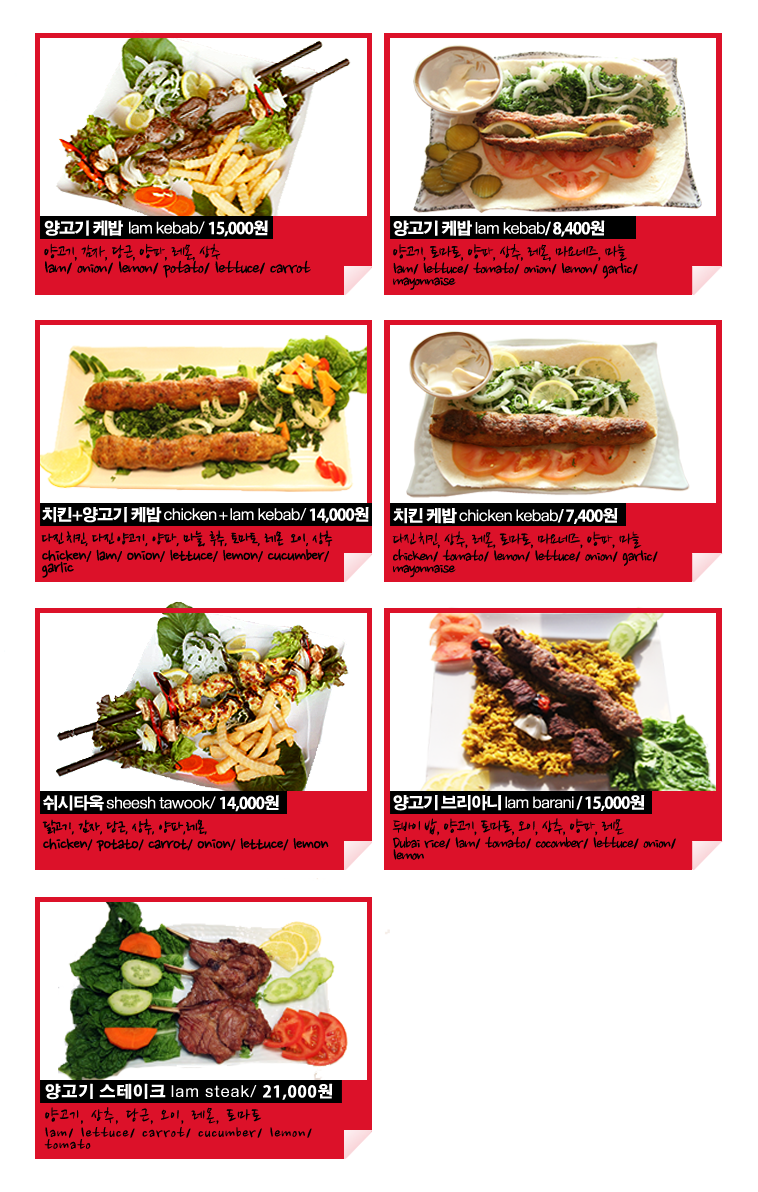 양고기 케밥 lam kebab/ 15,000원
양고기, 감자, 당근, 양파, 레몬, 상추
lam/ onion/ lemon/ potato/ lettuce/ carrot
양고기 케밥 lam kebab/ 8,400원
양고기, 토마토, 양파, 상추, 레몬, 마요네즈, 마늘
lam/ lettuce/ tomato/ onion/ lemon/ garlic/
mayonnaise
치킨+양고기 케밥 chicken+lam kebab/ 14,000원
다진치킨, 다진양고기, 양파, 마늘 후추, 토마토, 레몬 오이, 상추
chicken/ lam/ onion/ lettuce/ lemon/ cucumber/
garlic
치킨 케밥 chicken kebab/ 7,400원
다진치킨, 상추, 레몬, 토마토, 마요네즈, 양파, 마늘
chicken/ tomato/ lemon/ lettuce/ onion/ garlic/
mayonnaise
쉬시타욱 sheesh tawook/ 14,000원
닭고기, 감자, 당근, 상추, 양파,레몬,
chicken/ potato/ carrot/ onion/ lettuce/ lemon
양고기 브리아니 lam barani / 15,000원
두바이 밥, 양고기, 토마토, 오이, 상추, 양파, 레몬
Dubai rice/ lam/ tomato/ cocomber/ lettuce/ onion/
lemon
양고기 스테이크 lam steak/ 21,000원
양고기, 상추, 당근, 오이, 레몬, 토마토
lam/ lettuce/ carrot/ cucumber/ lemon/
tomato